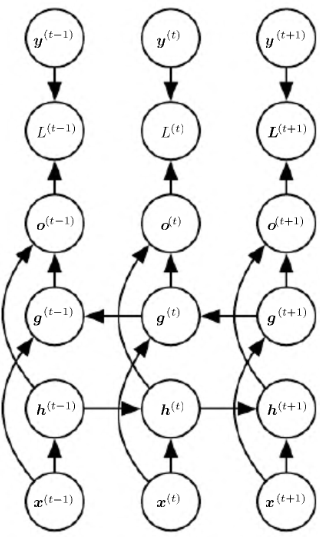 y^(t−1) y^(t) y^(t+1)
L^(t−1) L^(t) L^(t+1)
o^(t−1) o^(t) o^(t+1)
g^(t−1) g^(t) g^(t+1)
h^(t−1) h^(t) h^(t+1)
x^(t−1) x^(t) x^(t+1)